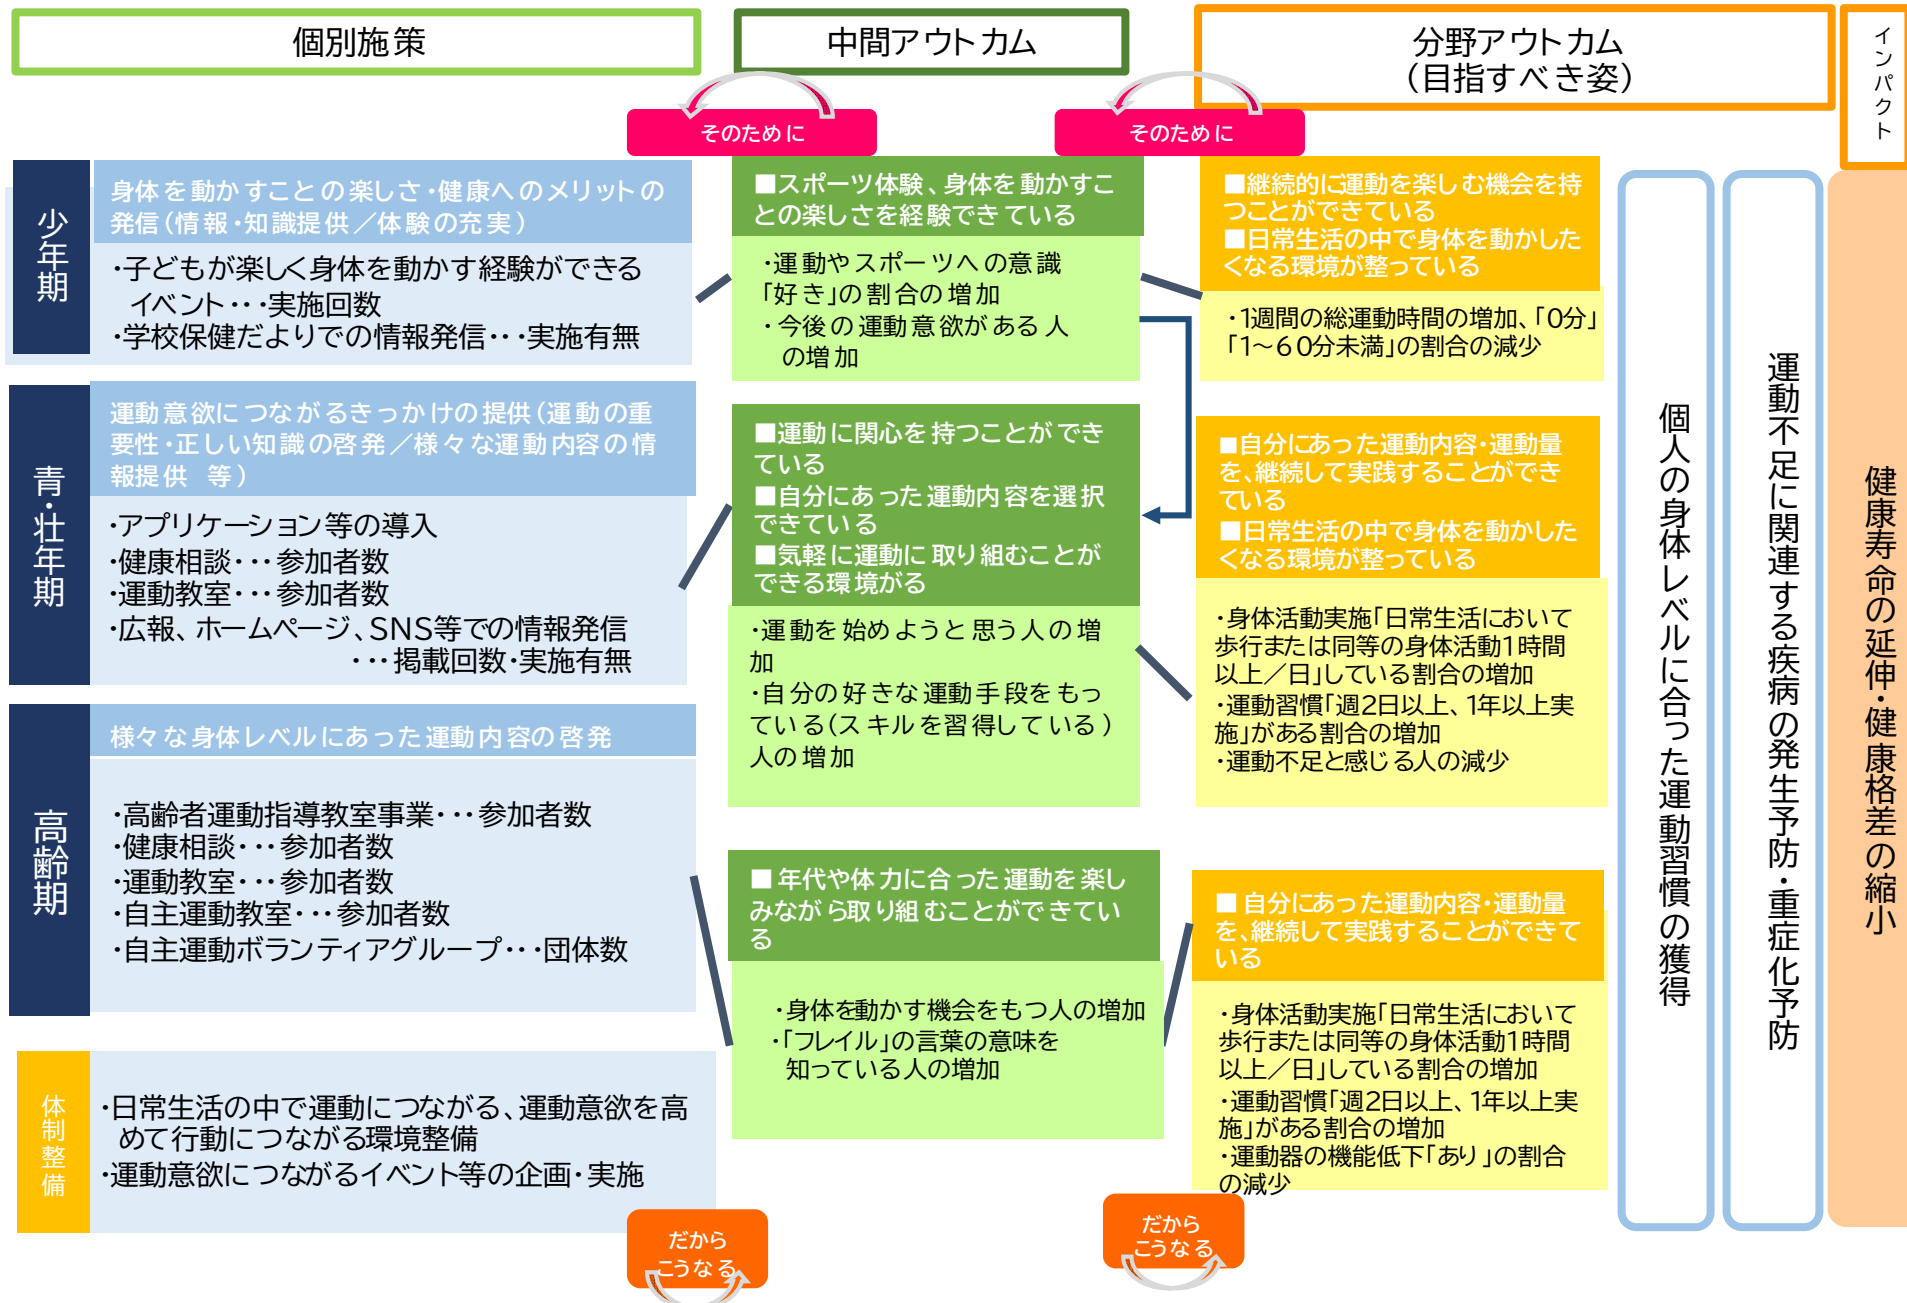 個別施策
中間アウトカム
分野アウトカム
（目指すべき姿）
インパクト
そのために
そのために
少年期
身体を動かすことの楽しさ・健康へのメリットの
発信（情報・知識提供／体験の充実）
・子どもが楽しく身体を動かす経験ができる
イベント・・・実施回数
・学校保健だよりでの情報発信・・・実施有無
■スポーツ体験、身体を動かすこ
との楽しさを経験できている
・運動やスポーツへの意識
「好き」の割合の増加
・今後の運動意欲がある人
の増加
■継続的に運動を楽しむ機会を持
つことができている
■日常生活の中で身体を動かした
くなる環境が整っている
・1週間の総運動時間の増加、「0分」
「1～60分未満」の割合の減少
青・壮年期
運動意欲につながるきっかけの提供（運動の重
要性・正しい知識の啓発／様々な運動内容の情
報提供　等）
・アプリケーション等の導入
・健康相談・・・参加者数
・運動教室・・・参加者数
・広報、ホームページ、SNS等での情報発信
・・・掲載回数・実施有無
■運動に関心を持つことができ
ている
■自分にあった運動内容を選択
できている
■気軽に運動に取り組むことが
できる環境がる
・運動を始めようと思う人の増
加
・自分の好きな運動手段をもっ
ている（スキルを習得している）
人の増加
■自分にあった運動内容・運動量
を、継続して実践することができ
ている
■日常生活の中で身体を動かした
くなる環境が整っている
・身体活動実施「日常生活において
歩行または同等の身体活動1時間
以上／日」している割合の増加
・運動習慣「週2日以上、1年以上実
施」がある割合の増加
・運動不足と感じる人の減少
高齢期
様々な身体レベルにあった運動内容の啓発
・高齢者運動指導教室事業・・・参加者数
・健康相談・・・参加者数
・運動教室・・・参加者数
・自主運動教室・・・参加者数
・自主運動ボランティアグループ・・・団体数
■年代や体力に合った運動を楽し
みながら取り組むことができてい
る
・身体を動かす機会をもつ人の増加
・「フレイル」の言葉の意味を
知っている人の増加
■自分にあった運動内容・運動量
を、継続して実践することができて
いる
・身体活動実施「日常生活において
歩行または同等の身体活動1時間
以上／日」している割合の増加
・運動習慣「週2日以上、1年以上実
施」がある割合の増加
・運動器の機能低下「あり」の割合
の減少
体制整備
・日常生活の中で運動につながる、運動意欲を高
めて行動につながる環境整備
・運動意欲につながるイベント等の企画・実施
だから
こうなる
だから
こうなる
個人の身体レベルに合った運動習慣の獲得
運動不足に関連する疾病の発生予防・重症化予防
健康寿命の延伸・健康格差の縮小